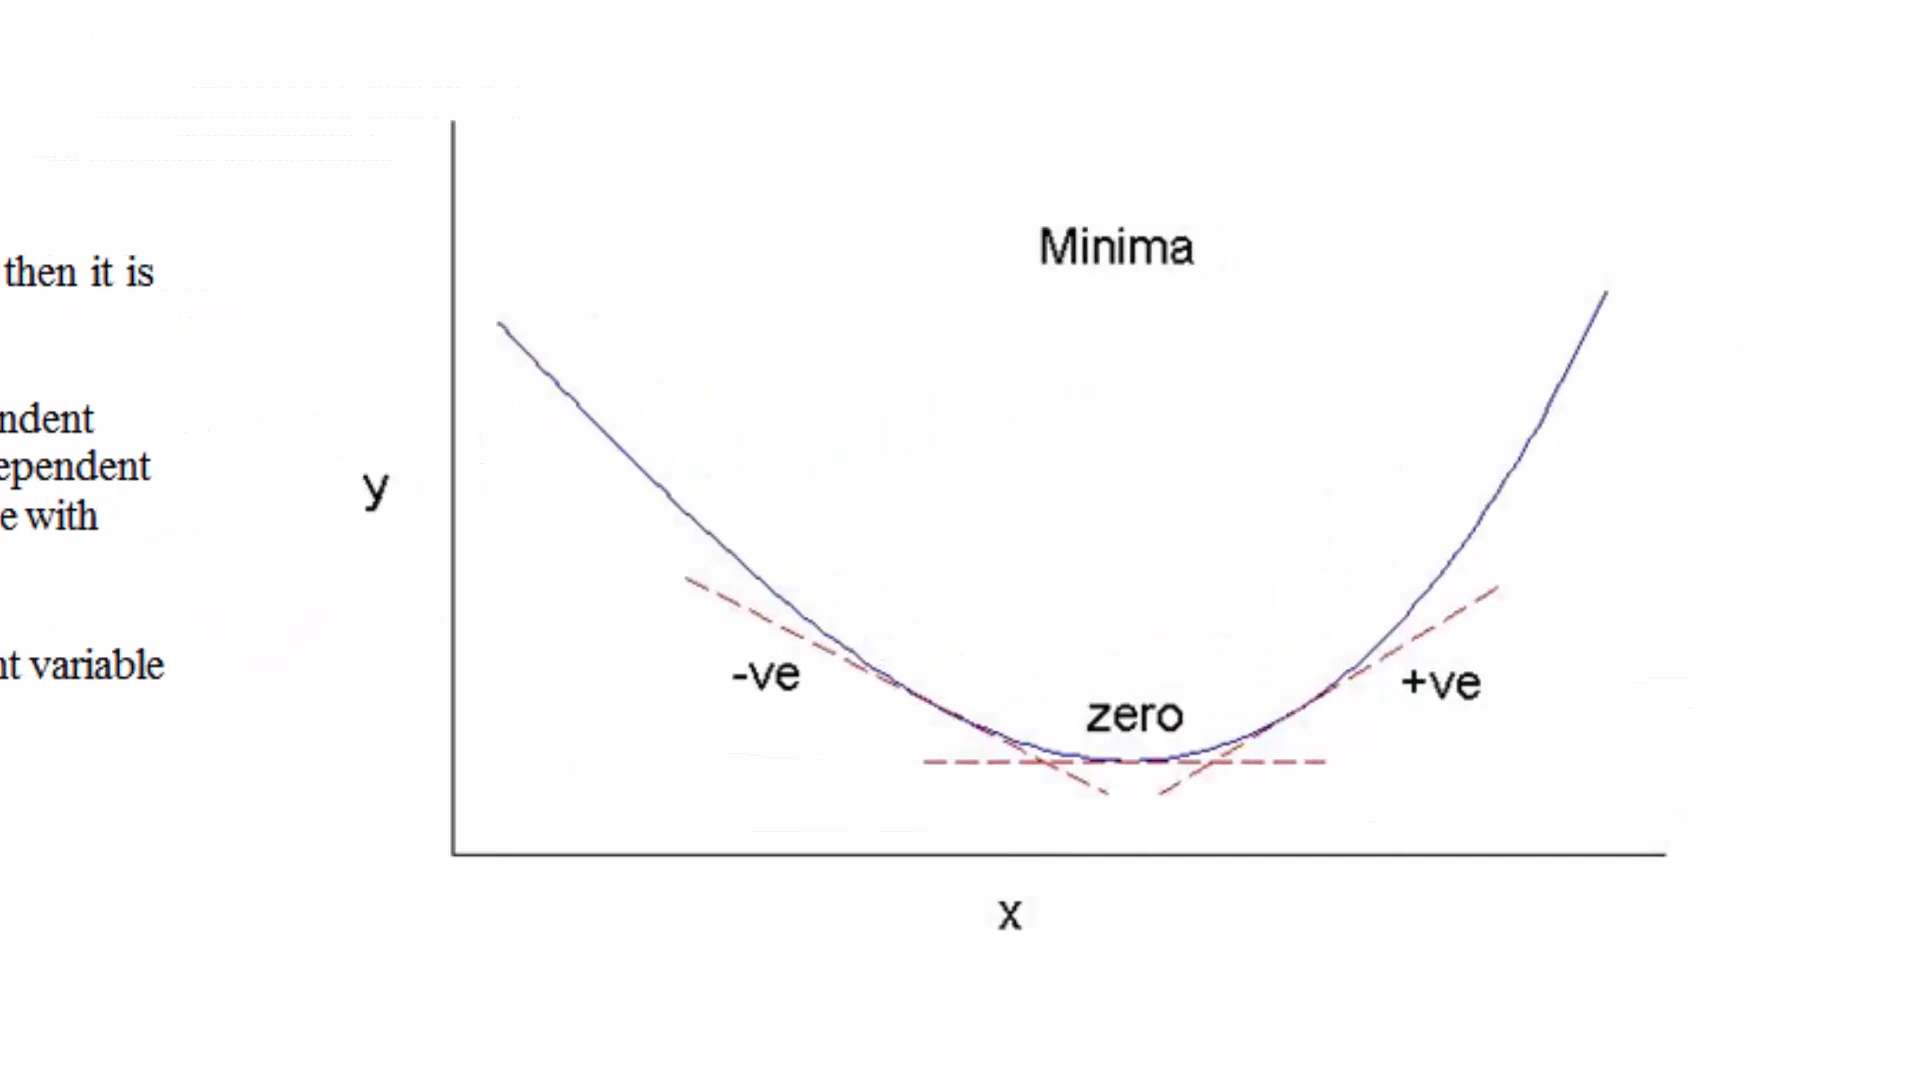 then it is
ndent
ependent
e with
nt variable
Minima
y
-ve
zero
+ve
x